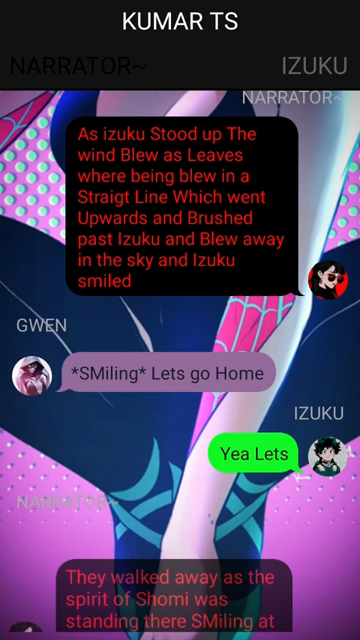 KUMAR TS
NARRATOR~
IZUKU
NARRATOR~
As izuku Stood up The
wind Blew as Leaves
where being blew in a
Straigt Line Which went
Upwards and Brushed
past Izuku and Blew away
in the sky and Izuku
smiled
GWEN
*SMiling* Lets go Home
IZUKU
Yea Lets
NARRATOR~
They walked away as the
spirit of Shomi was
standing there SMiling at